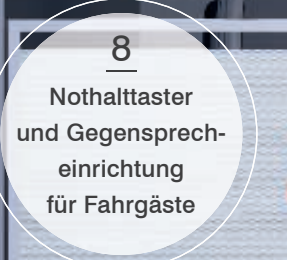 8
Nothalttaster
und Gegensprech-
einrichtung
für Fahrgäste